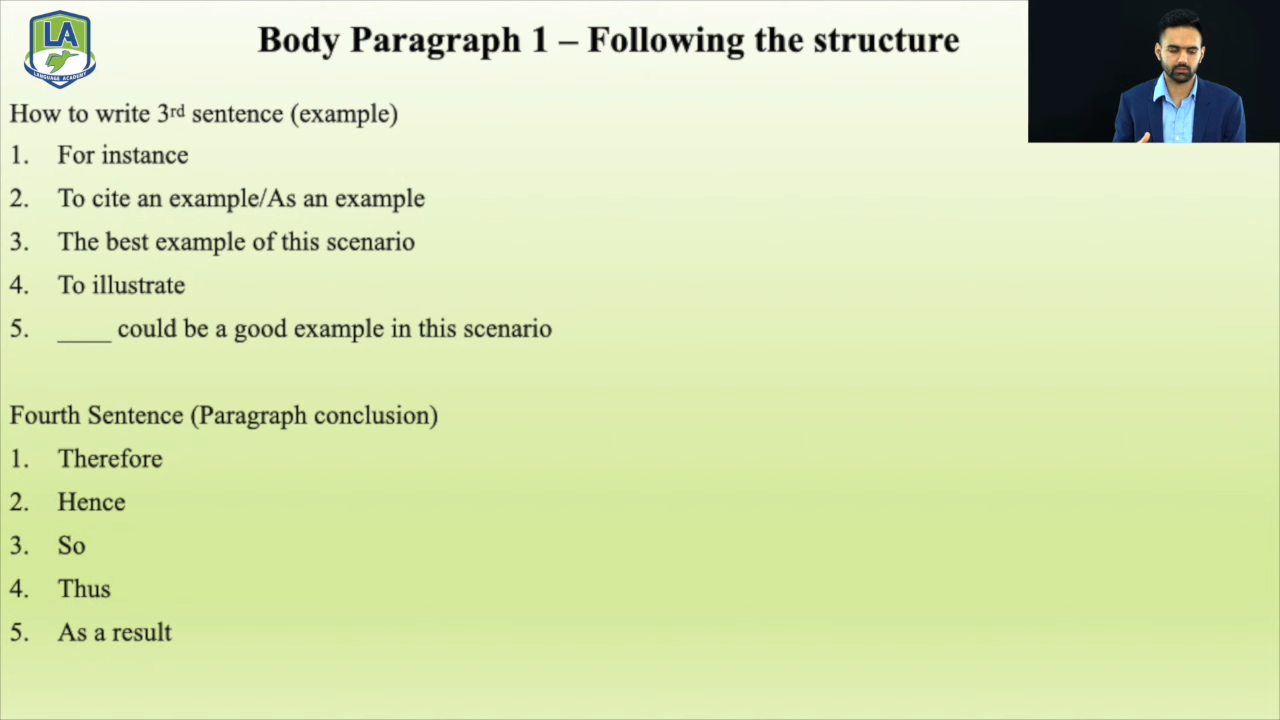 LA
LANGUAGE ACADEMY
Body Paragraph 1 – Following the structure
How to write 3rd sentence (example)
1. For instance
2. To cite an example/As an example
3. The best example of this scenario
4. To illustrate
5. ____ could be a good example in this scenario
Fourth Sentence (Paragraph conclusion)
1. Therefore
2. Hence
3. So
4. Thus
5. As a result